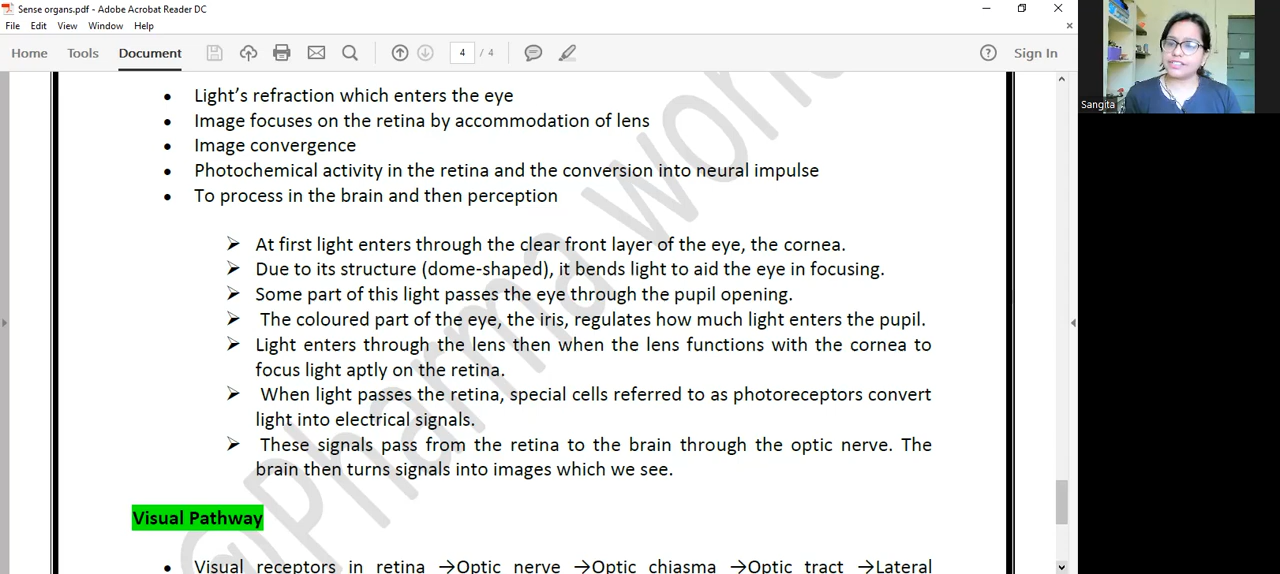 Sense organs.pdf - Adobe Acrobat Reader DC
File Edit View Window Help
Home Tools Document 4 / 4 Sign In
Sangita
• Light's refraction which enters the eye
• Image focuses on the retina by accommodation of lens
• Image convergence
• Photochemical activity in the retina and the conversion into neural impulse
• To process in the brain and then perception
➢ At first light enters through the clear front layer of the eye, the cornea.
➢ Due to its structure (dome-shaped), it bends light to aid the eye in focusing.
➢ Some part of this light passes the eye through the pupil opening.
➢ The coloured part of the eye, the iris, regulates how much light enters the pupil.
➢ Light enters through the lens then when the lens functions with the cornea to
focus light aptly on the retina.
➢ When light passes the retina, special cells referred to as photoreceptors convert
light into electrical signals.
➢ These signals pass from the retina to the brain through the optic nerve. The
brain then turns signals into images which we see.
Visual Pathway
• Visual receptors in retina →Optic nerve →Optic chiasma →Optic tract →Lateral
@Pharma